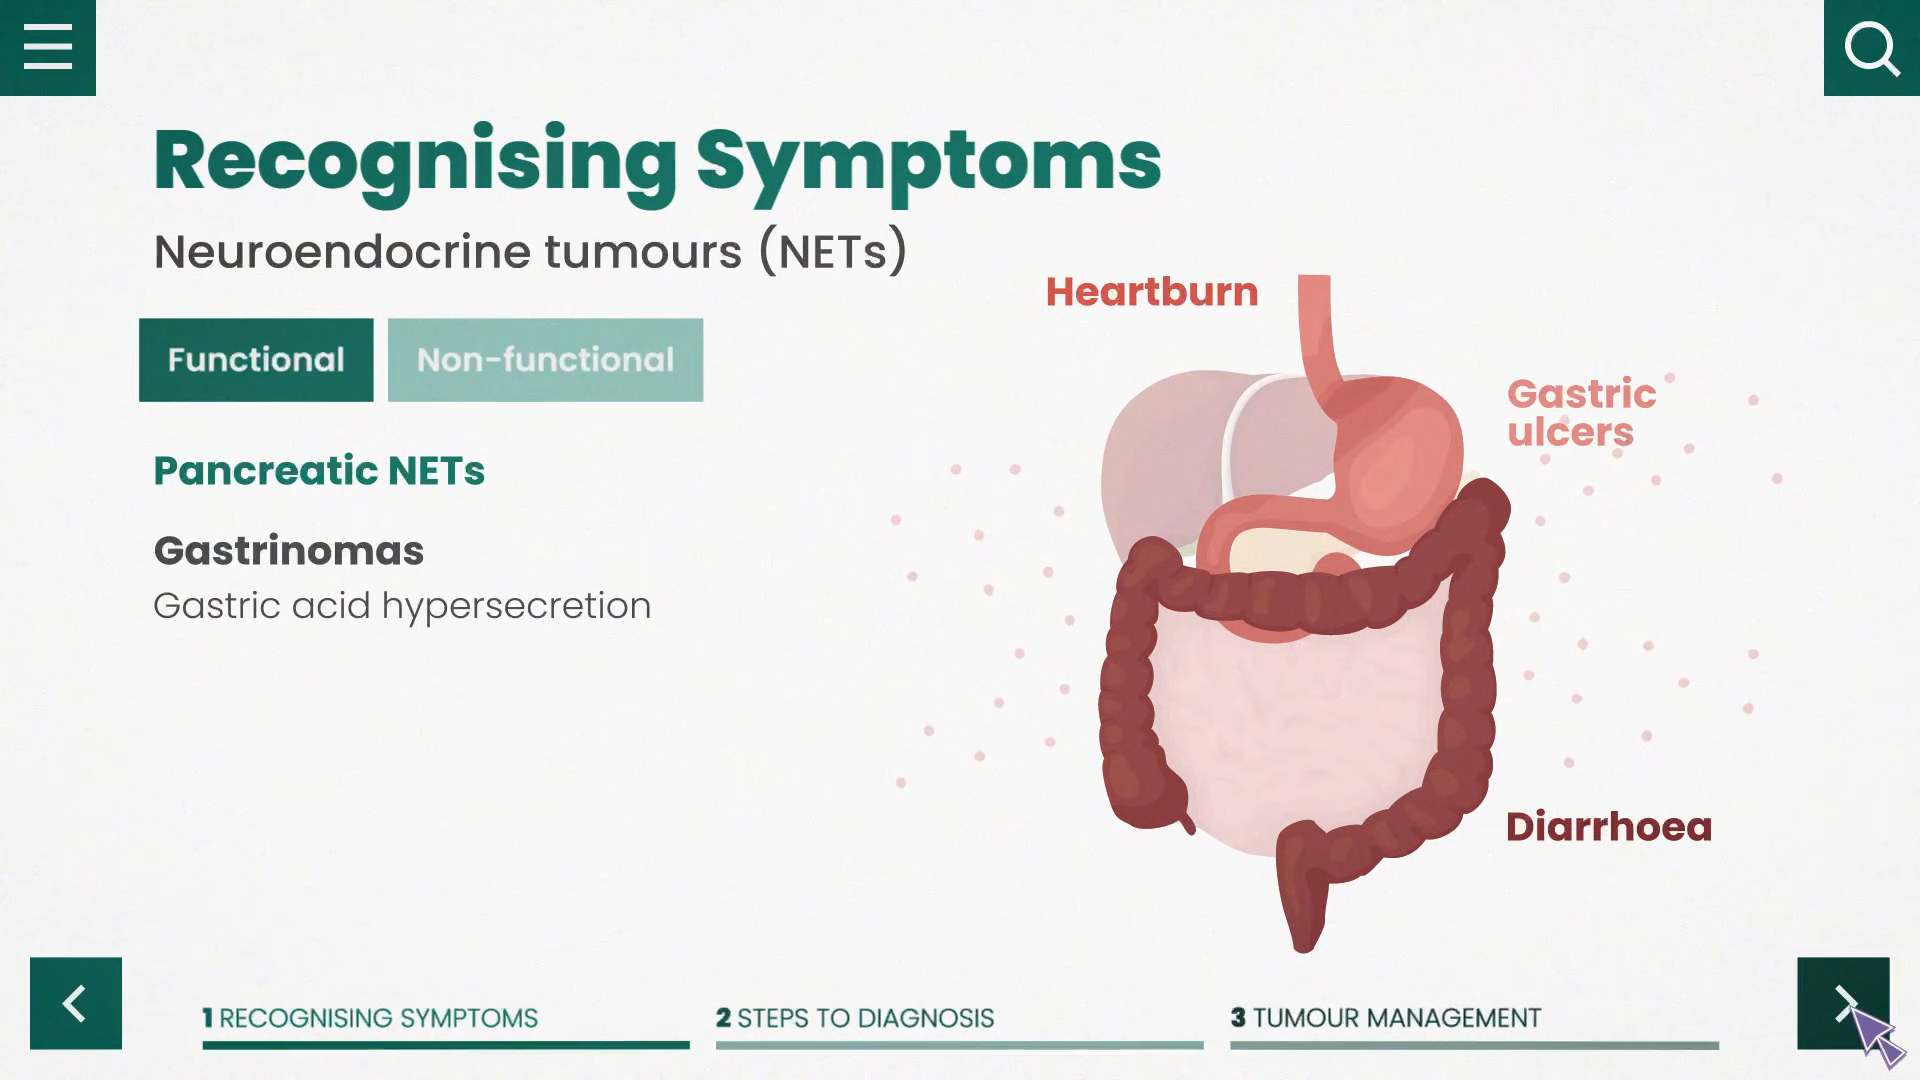 Recognising Symptoms
Neuroendocrine tumours (NETs)
Functional
Non-functional
Pancreatic NETs
Gastrinomas
Gastric acid hypersecretion
Heartburn
Gastric
ulcers
Diarrhoea
1 RECOGNISING SYMPTOMS
2 STEPS TO DIAGNOSIS
3 TUMOUR MANAGEMENT